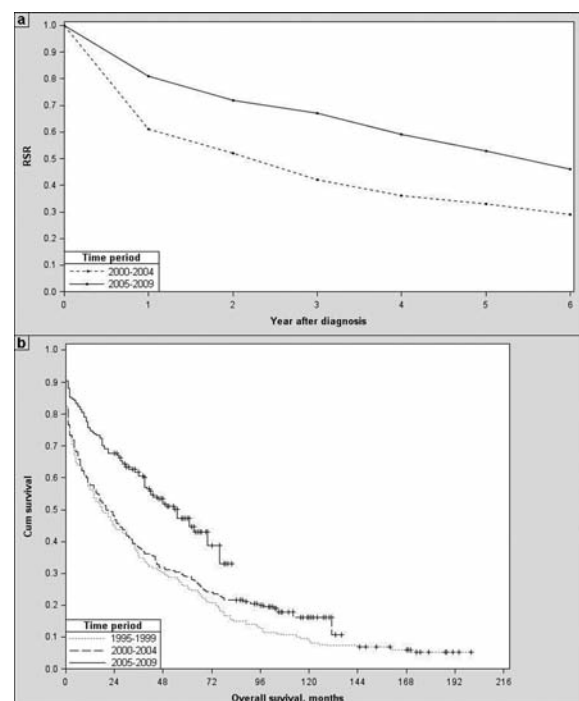 a
1.0
0.9
0.8
0.7
0.6
0.5
0.4
0.3
0.2
0.1
0.0
RSR
Time period
2000-2004
2005-2009
0 1 2 3 4 5 6
Year after diagnosis
b
1.0
0.9
0.8
0.7
0.6
0.5
0.4
0.3
0.2
0.1
0.0
Cum survival
Time period
1995-1999
2000-2004
2005-2009
0 24 48 72 96 120 144 168 192 216
Overall suvival, months